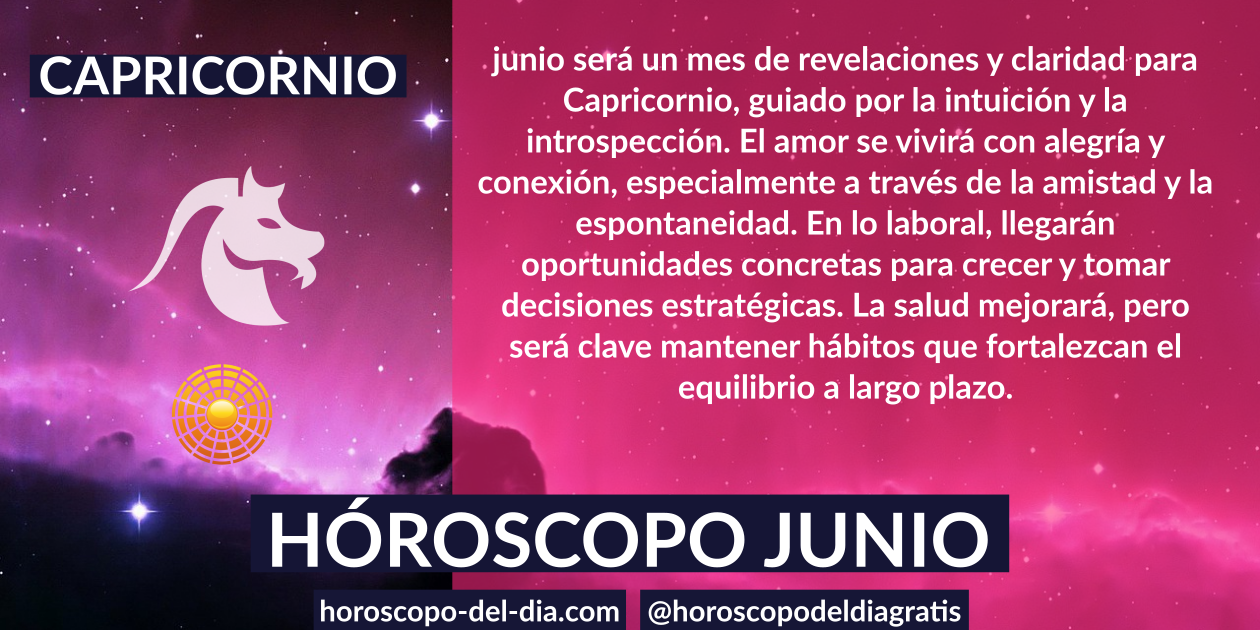 CAPRICORNIO
junio será un mes de revelaciones y claridad para
Capricornio, guiado por la intuición y la
introspección. El amor se vivirá con alegría y
conexión, especialmente a través de la amistad y la
espontaneidad. En lo laboral, llegarán
oportunidades concretas para crecer y tomar
decisiones estratégicas. La salud mejorará, pero
será clave mantener hábitos que fortalezcan el
equilibrio a largo plazo.
HÓROSCOPO JUNIO
horoscopo-del-dia.com
@horoscopodeldiagratis